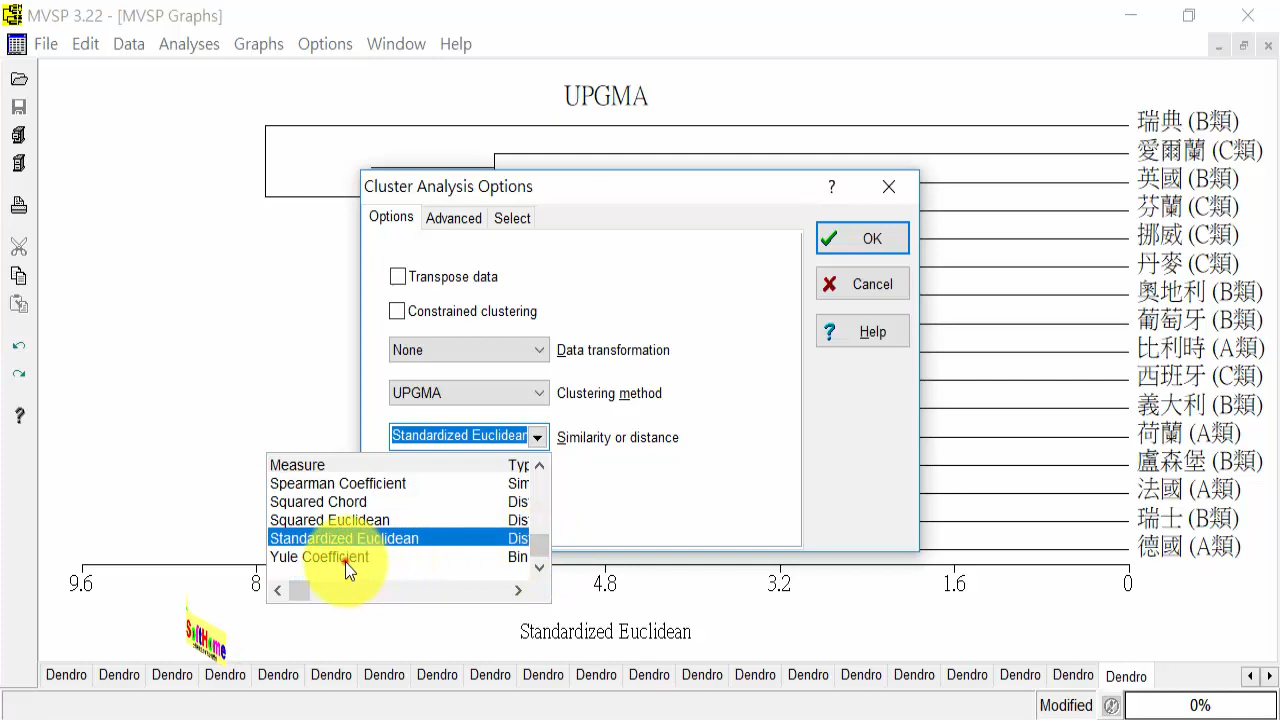 MVSP 3.22 - [MVSP Graphs]
File Edit Data Analyses Graphs Options Window Help
UPGMA
瑞典 (B類)
愛爾蘭 (C類)
英國 (B類)
芬蘭 (C類)
挪威 (C類)
丹麥 (C類)
奧地利 (B類)
葡萄牙 (B類)
比利時 (A類)
西班牙 (C類)
義大利 (B類)
荷蘭 (A類)
盧森堡 (B類)
法國 (A類)
瑞士 (B類)
德國 (A類)
Cluster Analysis Options
Options Advanced Select
Transpose data
Constrained clustering
None Data transformation
UPGMA Clustering method
Standardized Euclidean Similarity or distance
OK
Cancel
Help
Measure Typ
Spearman Coefficient Sim
Squared Chord Dis
Squared Euclidean Dis
Standardized Euclidean Dis
Yule Coefficient Bin
9.6 8 4.8 3.2 1.6 0
Standardized Euclidean
SoftHome
Dendro Dendro Dendro Dendro Dendro Dendro Dendro Dendro Dendro Dendro Dendro Dendro Dendro Dendro Dendro Dendro Dendro Dendro Dendro Dendro Dendro
Modified 0%